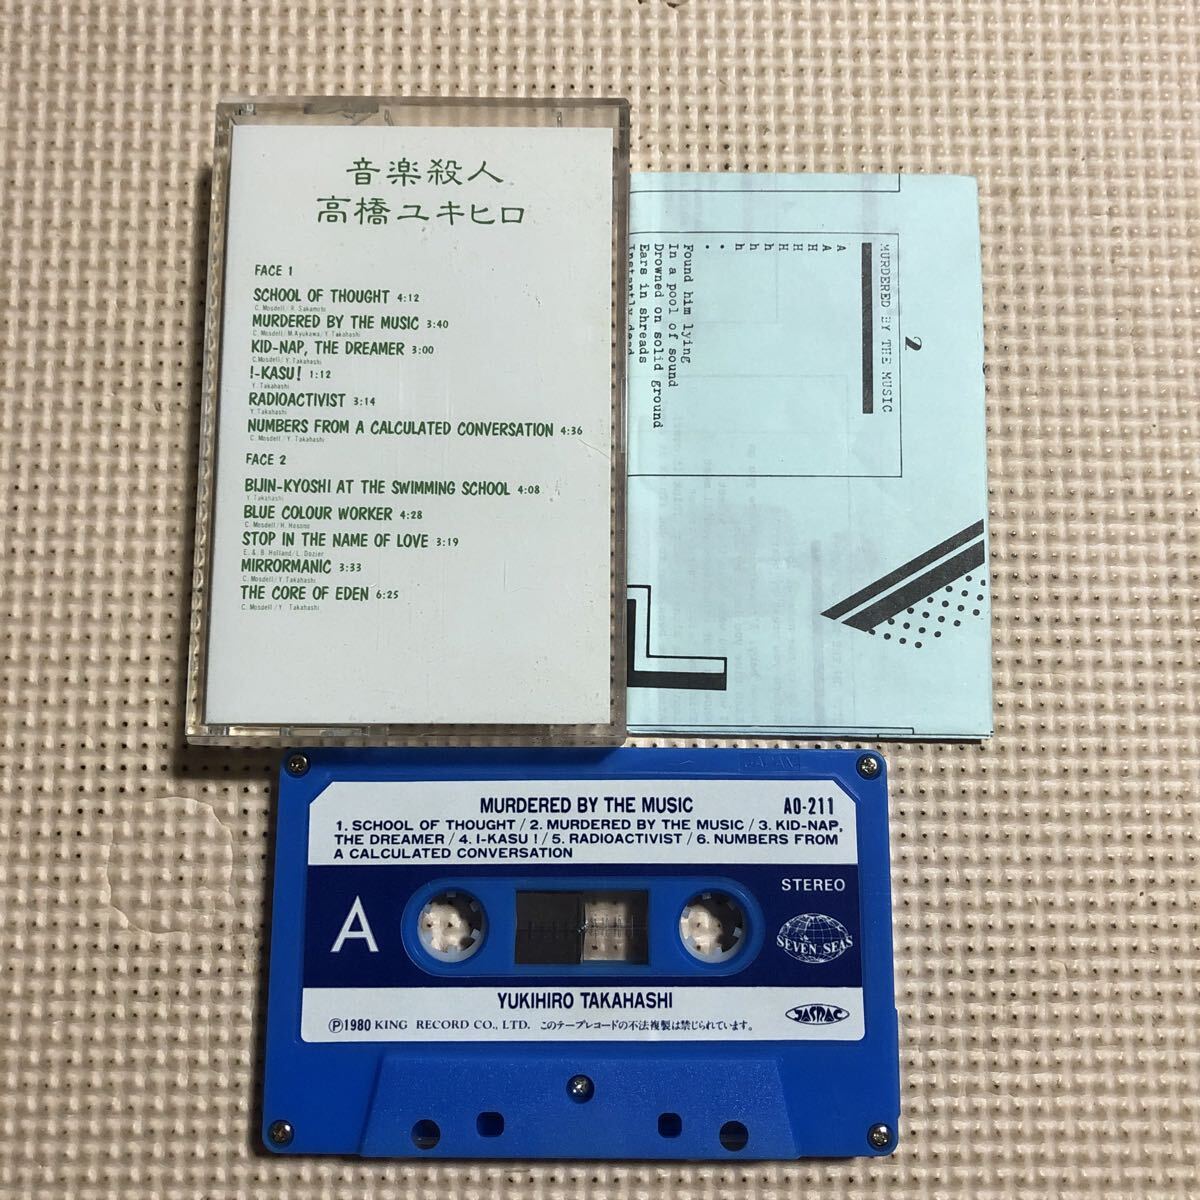 音楽殺人
高橋ユキヒロ
FACE 1
SCHOOL OF THOUGHT 4:12
C. Mosdell / R. Sakamoto
MURDERED BY THE MUSIC 3:40
C. Mosdell / M. Ayukawa / Y. Takahashi
KID-NAP, THE DREAMER 3:00
C. Mosdell / Y. Takahashi
!-KASU! 1:12
Y. Takahashi
RADIOACTIVIST 3:14
Y. Takahashi
NUMBERS FROM A CALCULATED CONVERSATION 4:36
C. Mosdell / Y. Takahashi
FACE 2
BIJIN-KYOSHI AT THE SWIMMING SCHOOL 4:08
Y. Takahashi
BLUE COLOUR WORKER 4:28
C. Mosdell / H. Hosono
STOP IN THE NAME OF LOVE 3:19
E. & B. Holland / L. Dozier
MIRRORMANIC 3:33
C. Mosdell / Y. Takahashi
THE CORE OF EDEN 6:25
C. Mosdell / Y. Takahashi
2
MURDERED BY THE MUSIC
A
A
H
H
H
h
h
.
.
Found him lying
In a pool of sound
Drowned on solid ground
Ears in shreds
Instantly dead
JAPAN
MURDERED BY THE MUSIC AO-211
1. SCHOOL OF THOUGHT / 2. MURDERED BY THE MUSIC / 3. KID-NAP,
THE DREAMER / 4. I-KASU ! / 5. RADIOACTIVIST / 6. NUMBERS FROM
A CALCULATED CONVERSATION
STEREO
A
SEVEN SEAS
YUKIHIRO TAKAHASHI
Ⓟ1980 KING RECORD CO., LTD. このテープレコードの不法複製は禁じられています。
JASRAC